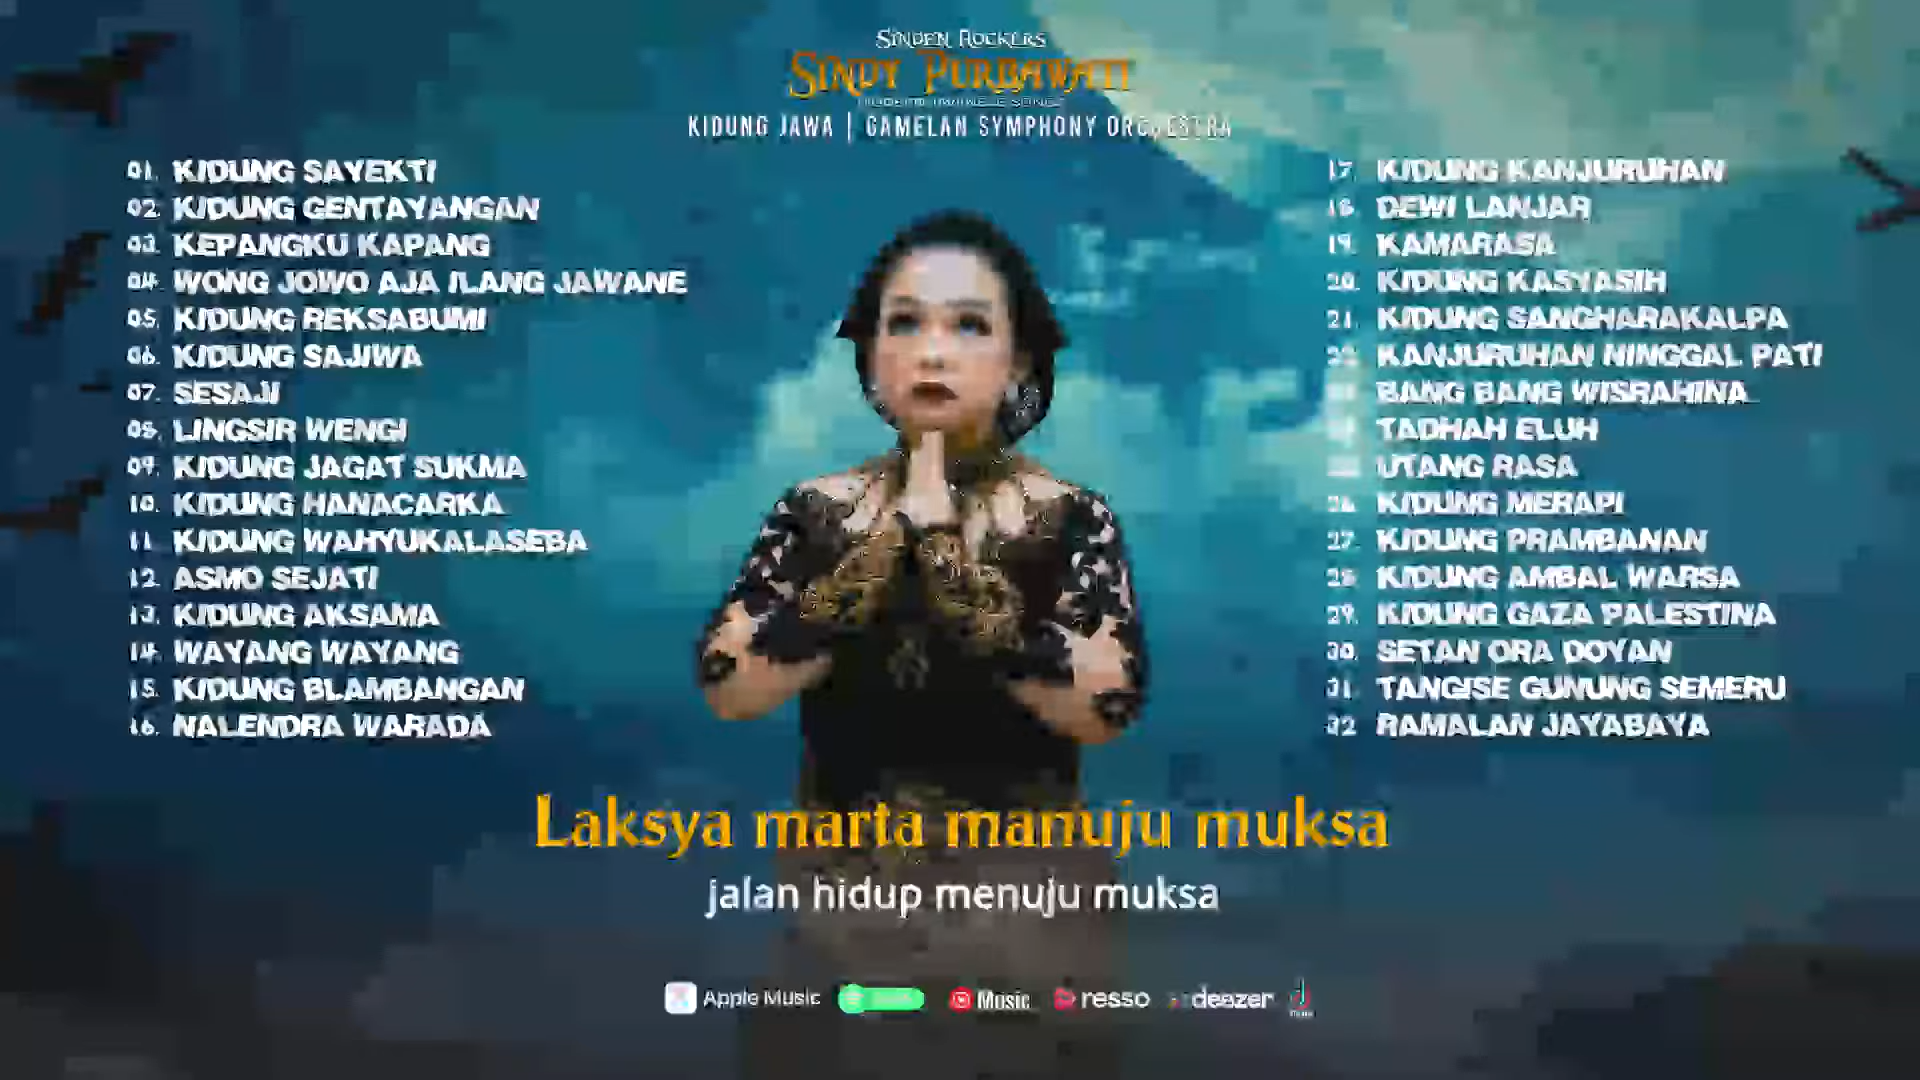 SINDEN ROCKERS
SINDY PURBAWATI
KIDUNG JAWA | GAMELAN SYMPHONY ORCHESTRA
01. KIDUNG SAYEKTI
02. KIDUNG GENTAYANGAN
03. KEPANGKU KAPANG
04. WONG JOWO AJA ILANG JAWANE
05. KIDUNG REKSABUMI
06. KIDUNG SAJIWA
07. SESAJI
08. LINGSIR WENGI
09. KIDUNG JAGAT SUKMA
10. KIDUNG HANACARKA
11. KIDUNG WAHYUKALASEBA
12. ASMO SEJATI
13. KIDUNG AKSAMA
14. WAYANG WAYANG
15. KIDUNG BLAMBANGAN
16. NALENDRA WARADA
17. KIDUNG KANJURUHAN
18. DEWI LANJAR
19. KAMARASA
20. KIDUNG KASYASIH
21. KIDUNG SANGHARAKALPA
22. KANJURUHAN NINGGAL PATI
BANG BANG WISRAHINA
TADHAH ELUH
UTANG RASA
26. KIDUNG MERAPI
27. KIDUNG PRAMBANAN
28. KIDUNG AMBAL WARSA
29. KIDUNG GAZA PALESTINA
30. SETAN ORA DOYAN
31. TANGISE GUNUNG SEMERU
32. RAMALAN JAYABAYA
Laksya marta manuju muksa
jalan hidup menuju muksa
Apple Music
Music
resso
deezer